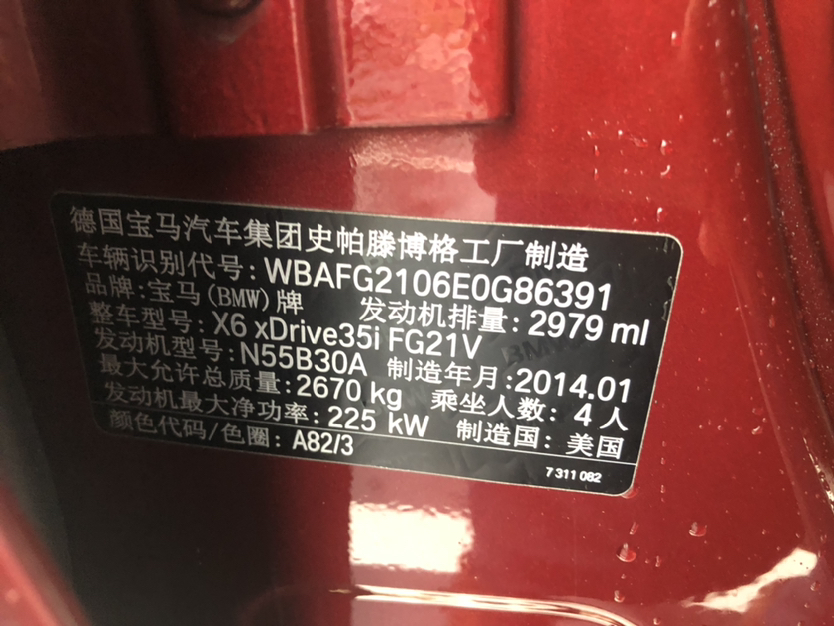 德国宝马汽车集团史帕滕博格工厂制造
车辆识别代号: WBAFG2106E0G86391
品牌: 宝马(BMW)牌 发动机排量: 2979 ml
整车型号: X6 xDrive35i FG21V
发动机型号: N55B30A 制造年月: 2014.01
最大允许总质量: 2670 kg 乘坐人数: 4 人
发动机最大净功率: 225 kW 制造国: 美国
颜色代码/色圈: A82/3
7 311 082